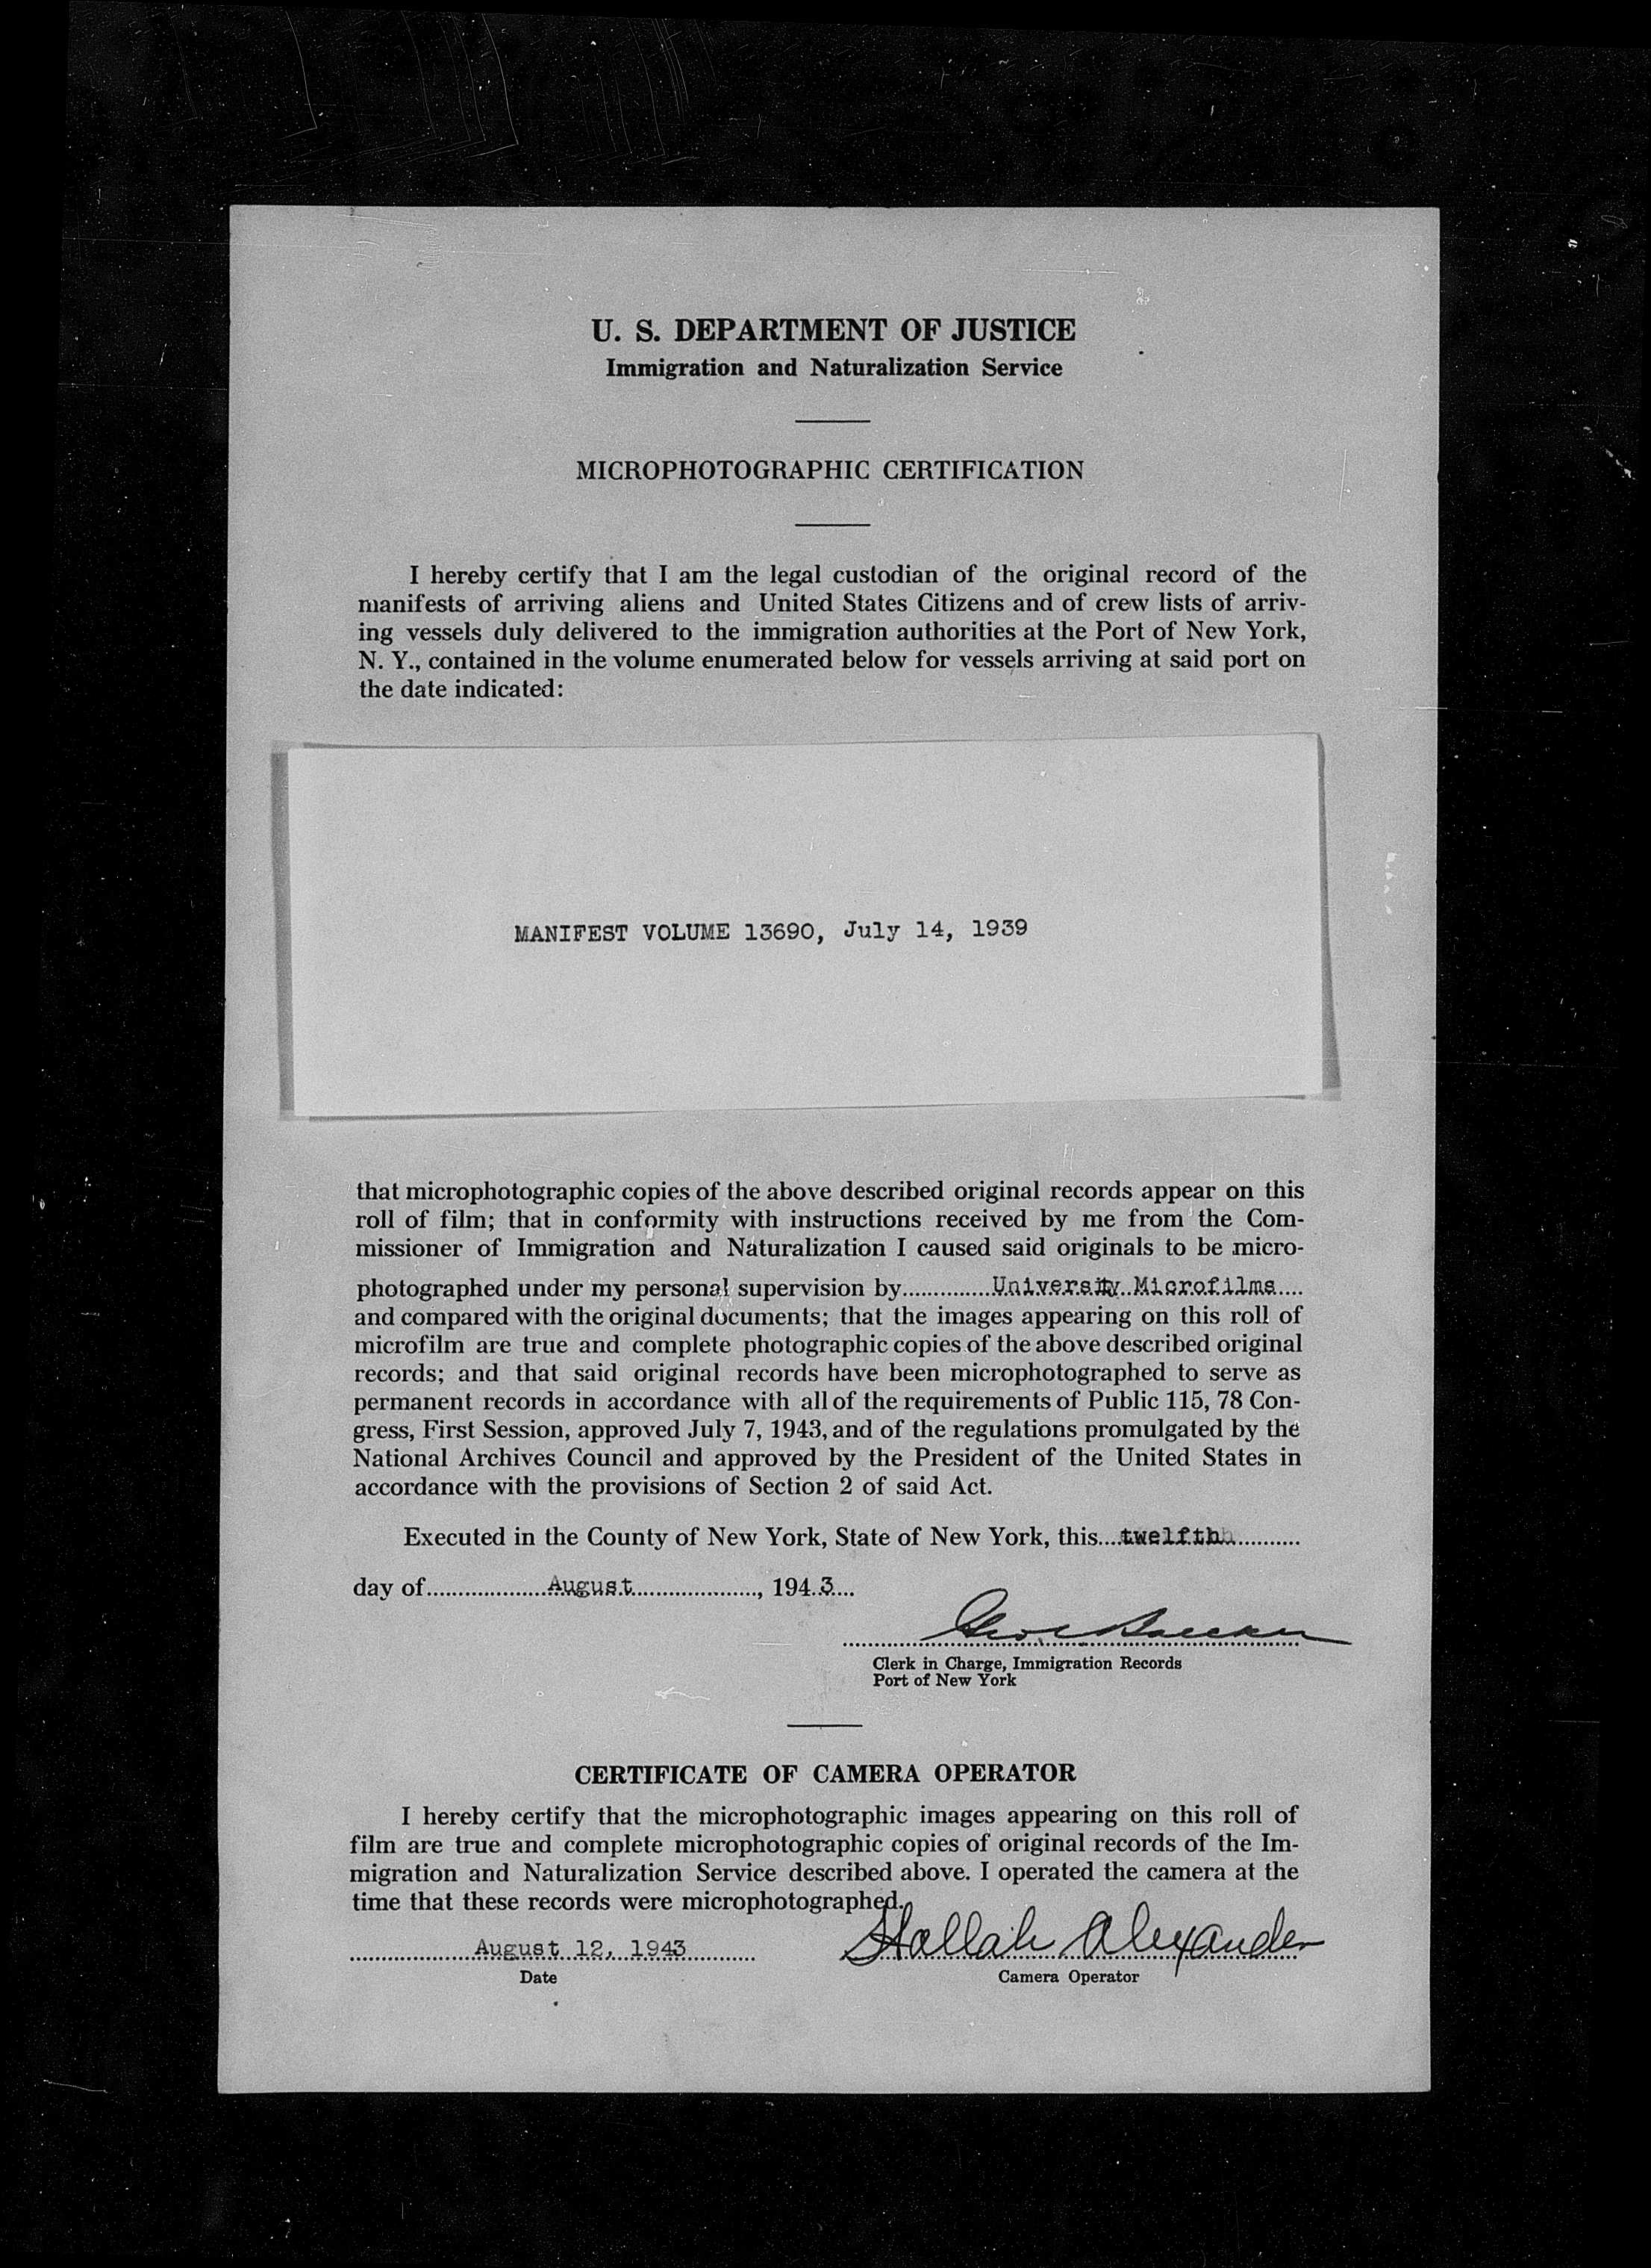 U. S. DEPARTMENT OF JUSTICE
Immigration and Naturalization Service
MICROPHOTOGRAPHIC CERTIFICATION
I hereby certify that I am the legal custodian of the original record of the
manifests of arriving aliens and United States Citizens and of crew lists of arriv-
ing vessels duly delivered to the immigration authorities at the Port of New York,
N. Y., contained in the volume enumerated below for vessels arriving at said port on
the date indicated:
MANIFEST VOLUME 13690, July 14, 1939
that microphotographic copies of the above described original records appear on this
roll of film; that in conformity with instructions received by me from the Com-
missioner of Immigration and Naturalization I caused said originals to be micro-
photographed under my personal supervision by University Microfilms
and compared with the original documents; that the images appearing on this roll of
microfilm are true and complete photographic copies of the above described original
records; and that said original records have been microphotographed to serve as
permanent records in accordance with all of the requirements of Public 115, 78 Con-
gress, First Session, approved July 7, 1943, and of the regulations promulgated by the
National Archives Council and approved by the President of the United States in
accordance with the provisions of Section 2 of said Act.
Executed in the County of New York, State of New York, this twelfth
day of August, 1943
Clerk in Charge, Immigration Records
Port of New York
CERTIFICATE OF CAMERA OPERATOR
I hereby certify that the microphotographic images appearing on this roll of
film are true and complete microphotographic copies of original records of the Im-
migration and Naturalization Service described above. I operated the camera at the
time that these records were microphotographed.
August 12, 1943 Alexander
Date Camera Operator